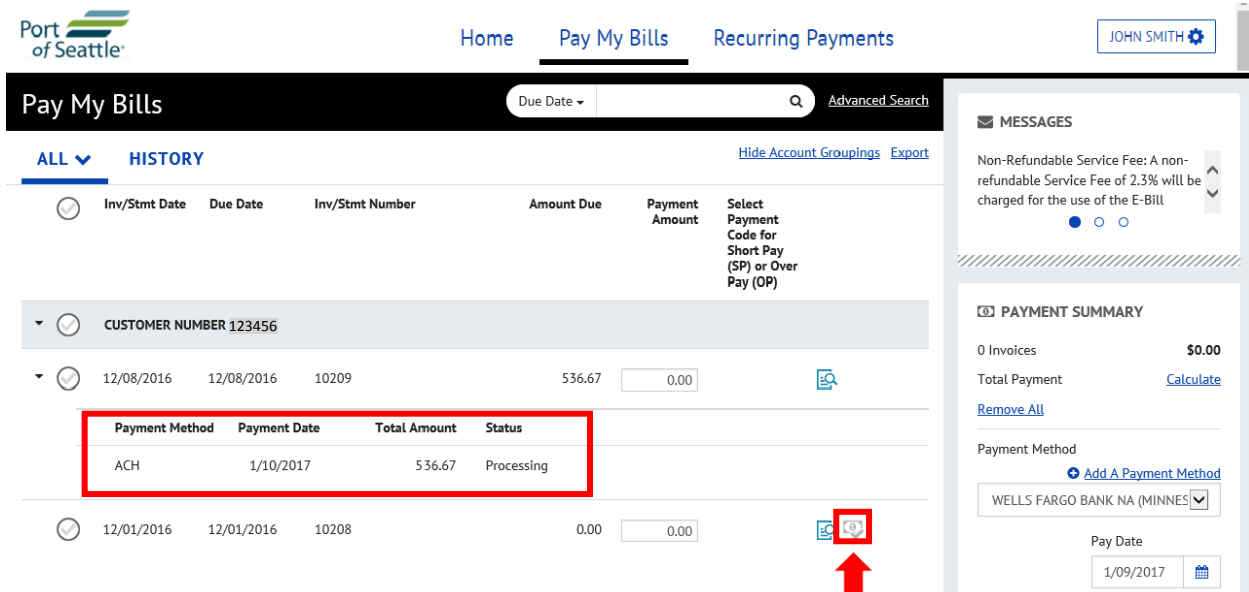 Port
of Seattle
Home Pay My Bills Recurring Payments
JOHN SMITH
Pay My Bills
Due Date
Advanced Search
ALL HISTORY
Hide Account Groupings Export
Inv/Stmt Date Due Date Inv/Stmt Number Amount Due Payment Amount Select Payment Code for Short Pay (SP) or Over Pay (OP)
CUSTOMER NUMBER 123456
12/08/2016 12/08/2016 10209 536.67 0.00
Payment Method Payment Date Total Amount Status
ACH 1/10/2017 536.67 Processing
12/01/2016 12/01/2016 10208 0.00 0.00
MESSAGES
Non-Refundable Service Fee: A non-
refundable Service Fee of 2.3% will be
charged for the use of the E-Bill
PAYMENT SUMMARY
0 Invoices $0.00
Total Payment Calculate
Remove All
Payment Method
Add A Payment Method
WELLS FARGO BANK NA (MINNES
Pay Date
1/09/2017